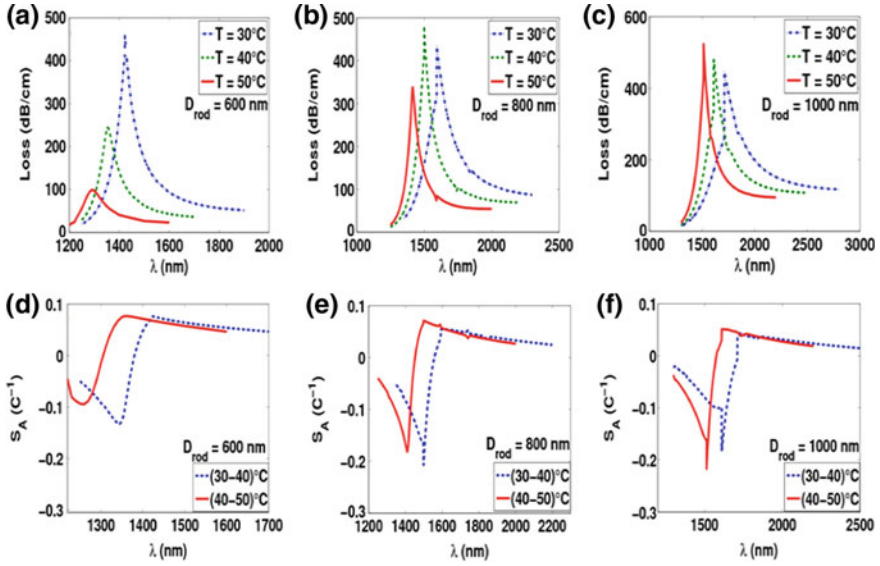 (a)
500
400
300
200
100
0
1200 1400 1600 1800 2000
Loss (dB/cm)
λ (nm)
T = 30°C
T = 40°C
T = 50°C
D_rod = 600 nm
(b)
500
400
300
200
100
0
1000 1500 2000 2500
Loss (dB/cm)
λ (nm)
T = 30°C
T = 40°C
T = 50°C
D_rod = 800 nm
(c)
600
400
200
0
1000 1500 2000 2500 3000
Loss (dB/cm)
λ (nm)
T = 30°C
T = 40°C
T = 50°C
D_rod = 1000 nm
(d)
0.1
0
−0.1
−0.2
−0.3
1300 1400 1500 1600 1700
S_A (C⁻¹)
λ (nm)
D_rod = 600 nm
(30−40)°C
(40−50)°C
(e)
0.1
0
−0.1
−0.2
−0.3
1200 1400 1600 1800 2000 2200
S_A (C⁻¹)
λ (nm)
D_rod = 800 nm
(30−40)°C
(40−50)°C
(f)
0.1
0
−0.1
−0.2
−0.3
1500 2000 2500
S_A (C⁻¹)
λ (nm)
D_rod = 1000 nm
(30−40)°C
(40−50)°C